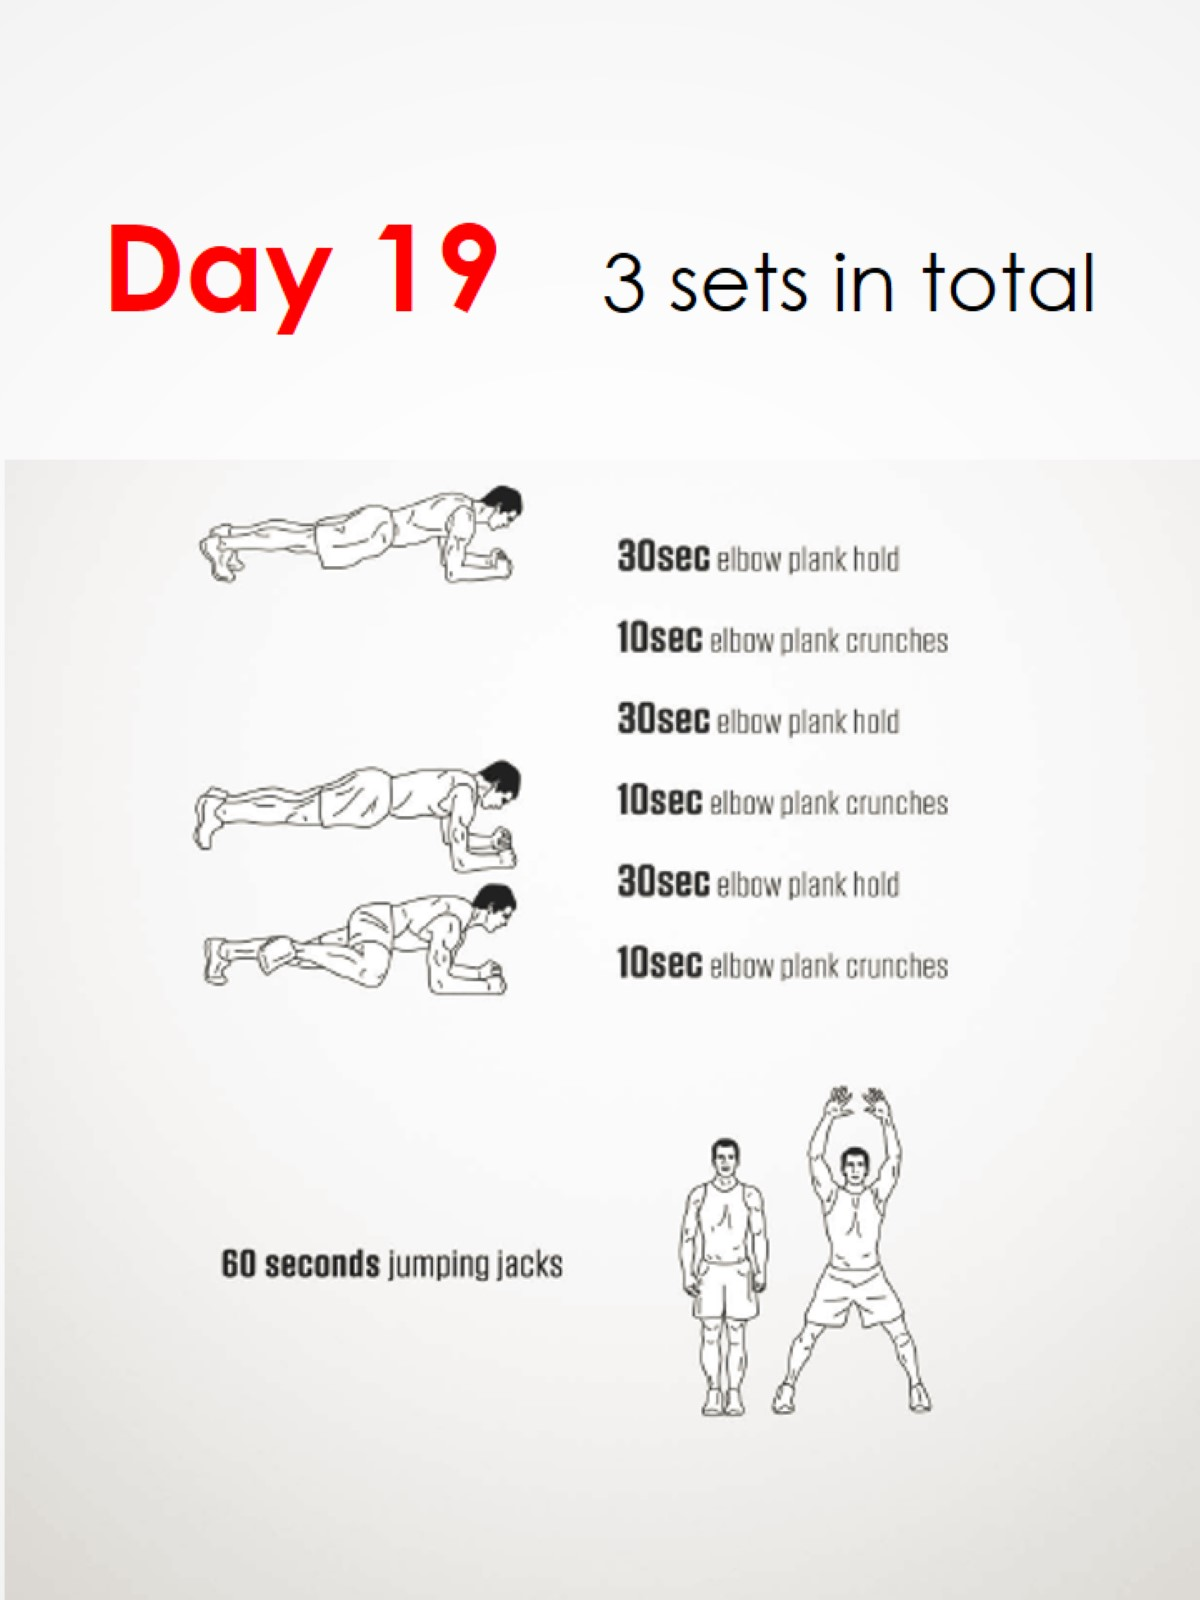 Day 19 3 sets in total
30sec elbow plank hold
10sec elbow plank crunches
30sec elbow plank hold
10sec elbow plank crunches
30sec elbow plank hold
10sec elbow plank crunches
60 seconds jumping jacks